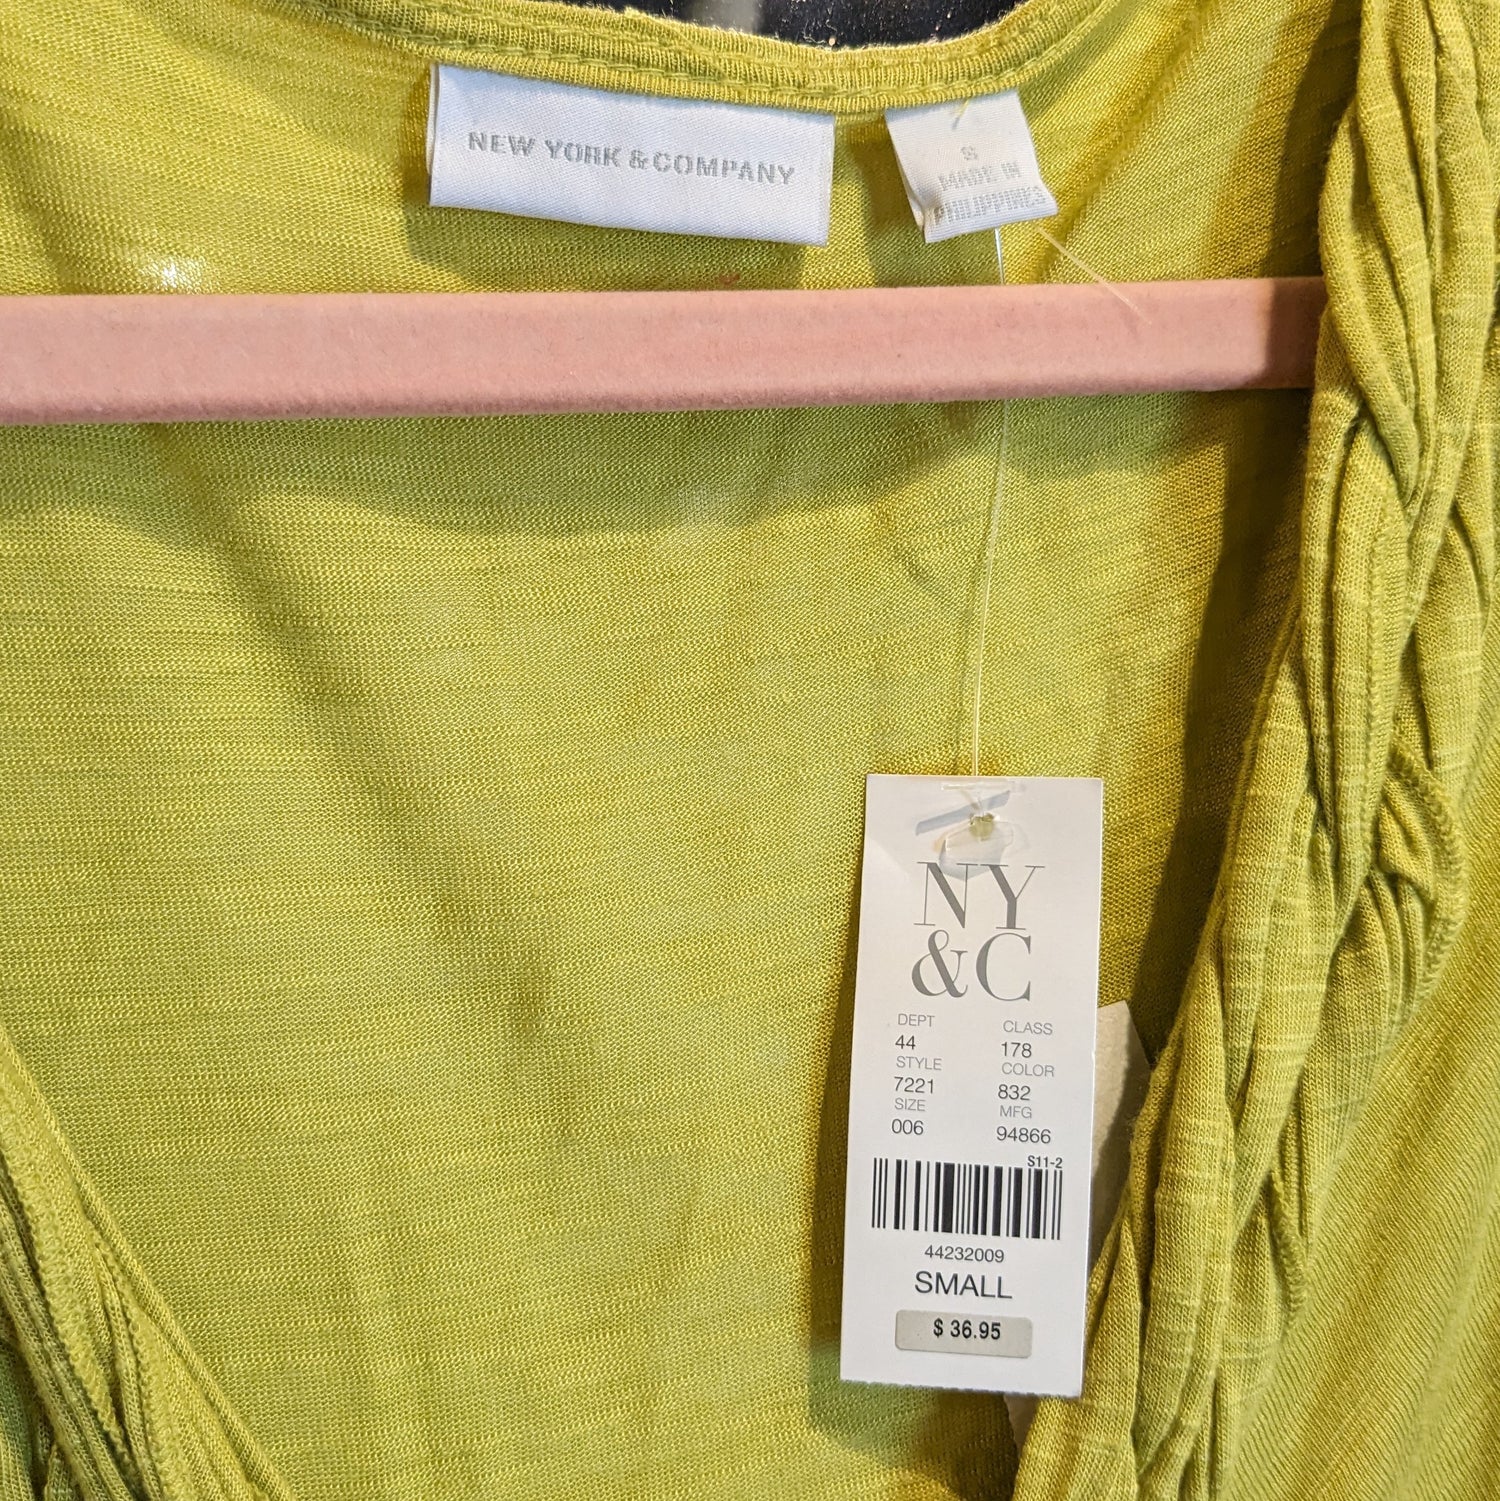 NEW YORK & COMPANY
S
MADE IN
PHILIPPINES
NY
&C
DEPT CLASS
44 178
STYLE COLOR
7221 832
SIZE MFG
006 94866
S11-2
44232009
SMALL
$ 36.95